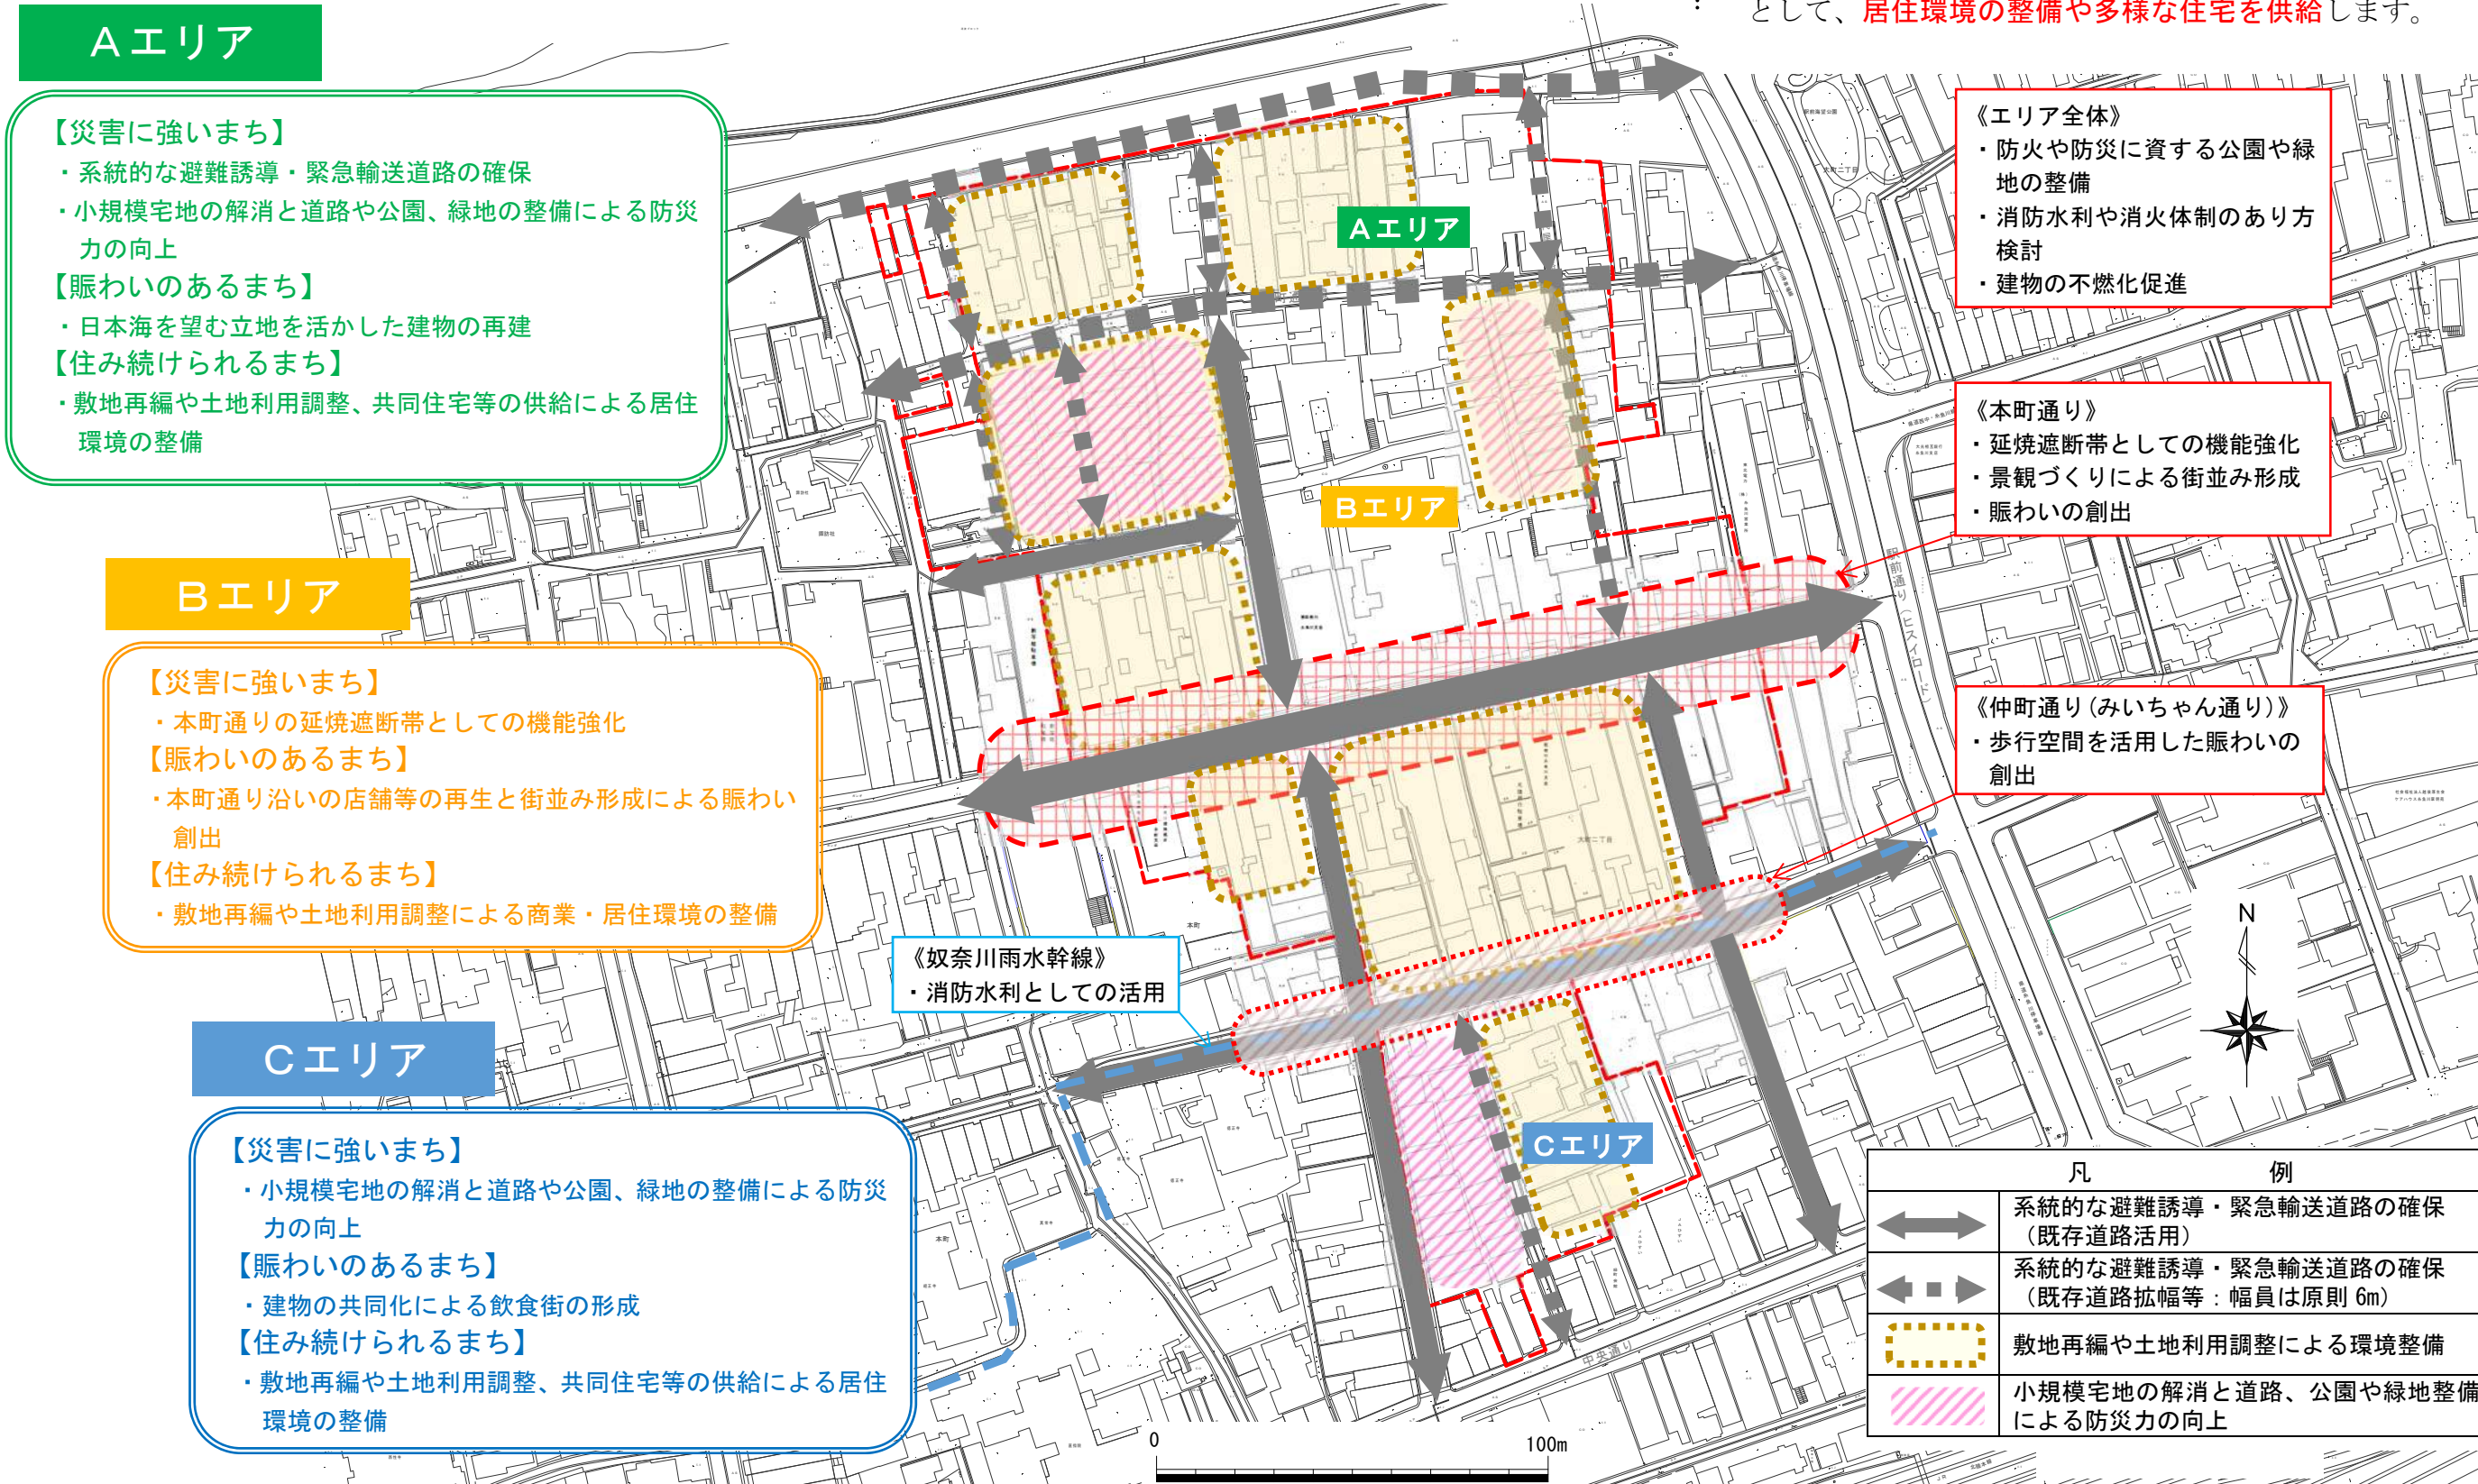 として、居住環境の整備や多様な住宅を供給します。
Ａエリア
【災害に強いまち】
・系統的な避難誘導・緊急輸送道路の確保
・小規模宅地の解消と道路や公園、緑地の整備による防災
力の向上
【賑わいのあるまち】
・日本海を望む立地を活かした建物の再建
【住み続けられるまち】
・敷地再編や土地利用調整、共同住宅等の供給による居住
環境の整備
Ｂエリア
【災害に強いまち】
・本町通りの延焼遮断帯としての機能強化
【賑わいのあるまち】
・本町通り沿いの店舗等の再生と街並み形成による賑わい
創出
【住み続けられるまち】
・敷地再編や土地利用調整による商業・居住環境の整備
Ｃエリア
【災害に強いまち】
・小規模宅地の解消と道路や公園、緑地の整備による防災
力の向上
【賑わいのあるまち】
・建物の共同化による飲食街の形成
【住み続けられるまち】
・敷地再編や土地利用調整、共同住宅等の供給による居住
環境の整備
Ａエリア
Ｂエリア
Ｃエリア
《エリア全体》
・防火や防災に資する公園や緑
地の整備
・消防水利や消火体制のあり方
検討
・建物の不燃化促進
《本町通り》
・延焼遮断帯としての機能強化
・景観づくりによる街並み形成
・賑わいの創出
《仲町通り(みいちゃん通り)》
・歩行空間を活用した賑わいの
創出
《奴奈川雨水幹線》
・消防水利としての活用
駅前通り（ヒスイロード）
大町二丁目
大町二丁目
本町
本町
中央通り
N
0
100m
凡例
系統的な避難誘導・緊急輸送道路の確保
（既存道路活用）
系統的な避難誘導・緊急輸送道路の確保
（既存道路拡幅等：幅員は原則 6m）
敷地再編や土地利用調整による環境整備
小規模宅地の解消と道路、公園や緑地整備
による防災力の向上